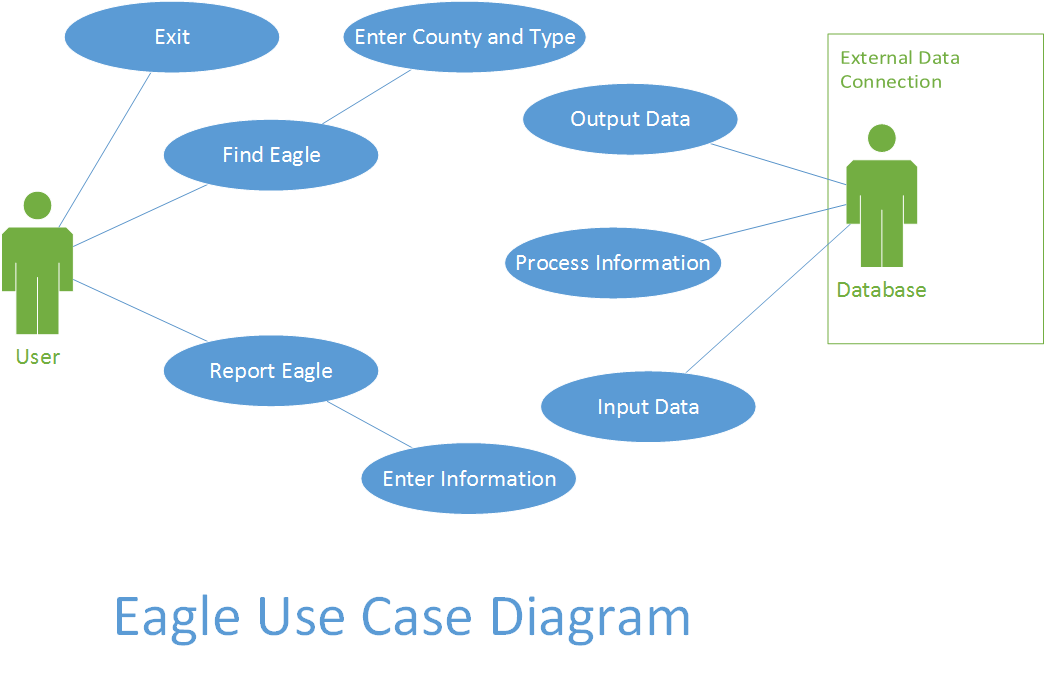 Exit
Enter County and Type
External Data
Connection
Output Data
Find Eagle
Process Information
Database
User
Report Eagle
Input Data
Enter Information
Eagle Use Case Diagram